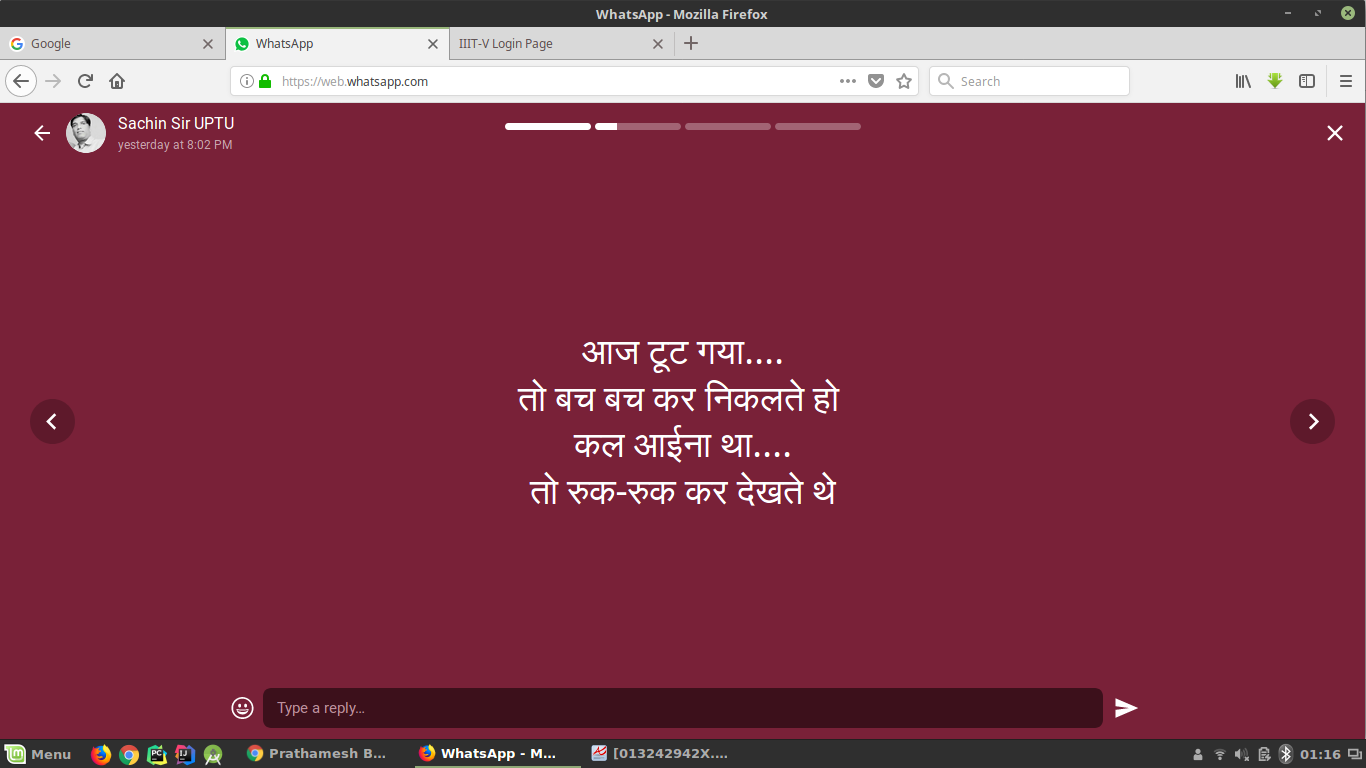 WhatsApp - Mozilla Firefox
Google
WhatsApp
IIIT-V Login Page
https://web.whatsapp.com
Search
Sachin Sir UPTU
yesterday at 8:02 PM
आज टूट गया....
तो बच बच कर निकलते हो
कल आईना था....
तो रुक-रुक कर देखते थे
Type a reply...
Menu
Prathamesh B...
WhatsApp - M...
[013242942X....
01:16